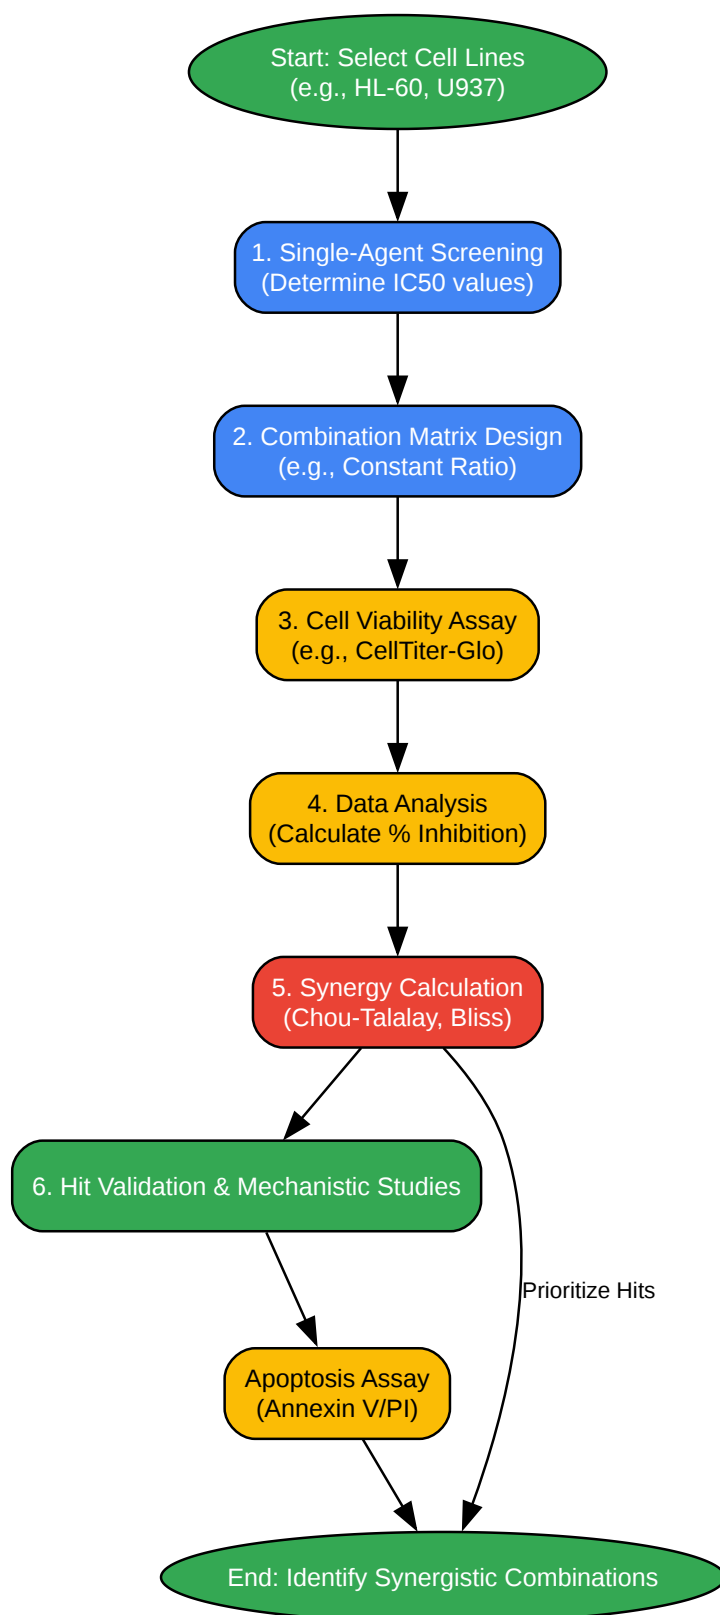 Start: Select Cell Lines
(e.g., HL-60, U937)
1. Single-Agent Screening
(Determine IC50 values)
2. Combination Matrix Design
(e.g., Constant Ratio)
3. Cell Viability Assay
(e.g., CellTiter-Glo)
4. Data Analysis
(Calculate % Inhibition)
5. Synergy Calculation
(Chou-Talalay, Bliss)
6. Hit Validation & Mechanistic Studies
Prioritize Hits
Apoptosis Assay
(Annexin V/PI)
End: Identify Synergistic Combinations